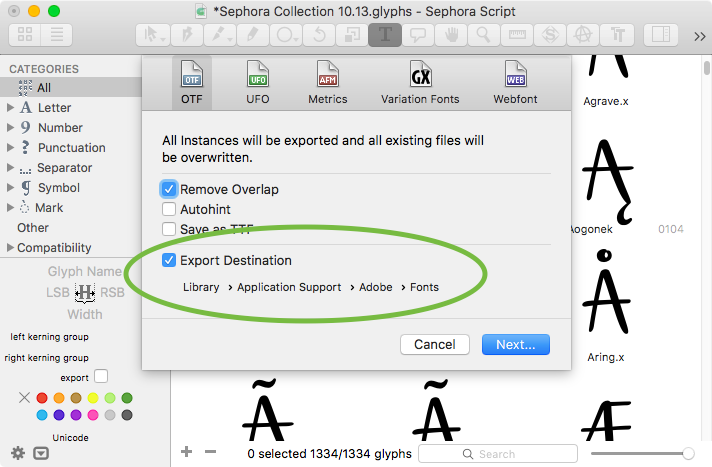 *Sephora Collection 10.13.glyphs - Sephora Script
T
CATEGORIES
All
Letter
Number
Punctuation
Separator
Symbol
Mark
Other
Compatibility
Glyph Name
LSB H RSB
Width
left kerning group
right kerning group
export
Unicode
OTF UFO AFM GX WEB
OTF UFO Metrics Variation Fonts Webfont
All Instances will be exported and all existing files will
be overwritten.
Remove Overlap
Autohint
Save as TTF
Export Destination
Library › Application Support › Adobe › Fonts
Cancel Next...
Agrave.x
Ą
Aogonek 0104
Å
Aring.x
Ã Ã Æ
0 selected 1334/1334 glyphs
Search